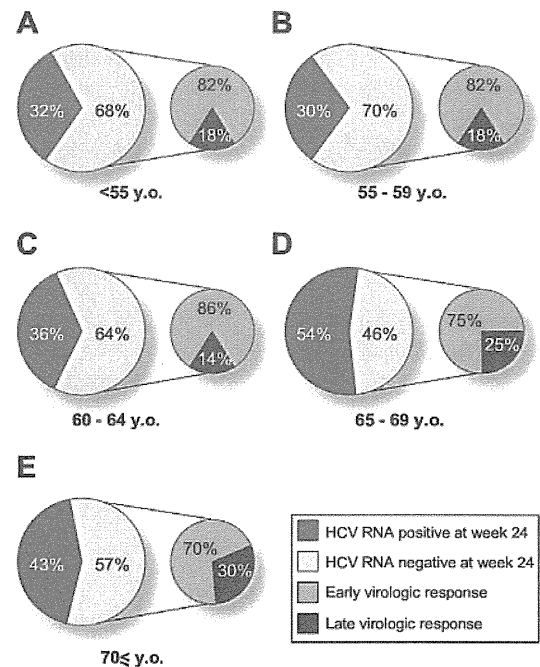 A
32%
68%
82%
18%
<55 y.o.
B
30%
70%
82%
18%
55 - 59 y.o.
C
36%
64%
86%
14%
60 - 64 y.o.
D
54%
46%
75%
25%
65 - 69 y.o.
E
43%
57%
70%
30%
70≤ y.o.
HCV RNA positive at week 24
HCV RNA negative at week 24
Early virologic response
Late virologic response